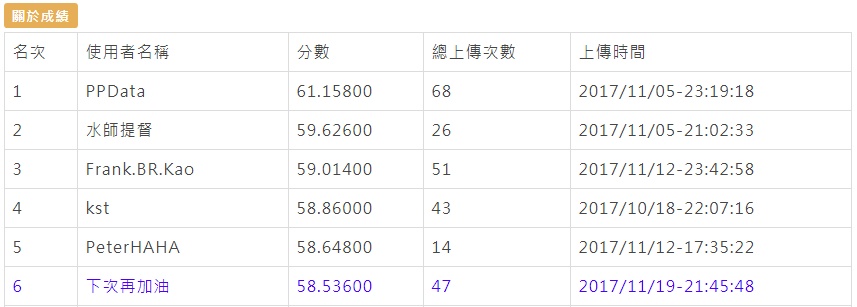 關於成績
名次 使用者名稱 分數 總上傳次數 上傳時間
1 PPData 61.15800 68 2017/11/05-23:19:18
2 水師提督 59.62600 26 2017/11/05-21:02:33
3 Frank.BR.Kao 59.01400 51 2017/11/12-23:42:58
4 kst 58.86000 43 2017/10/18-22:07:16
5 PeterHAHA 58.64800 14 2017/11/12-17:35:22
6 下次再加油 58.53600 47 2017/11/19-21:45:48